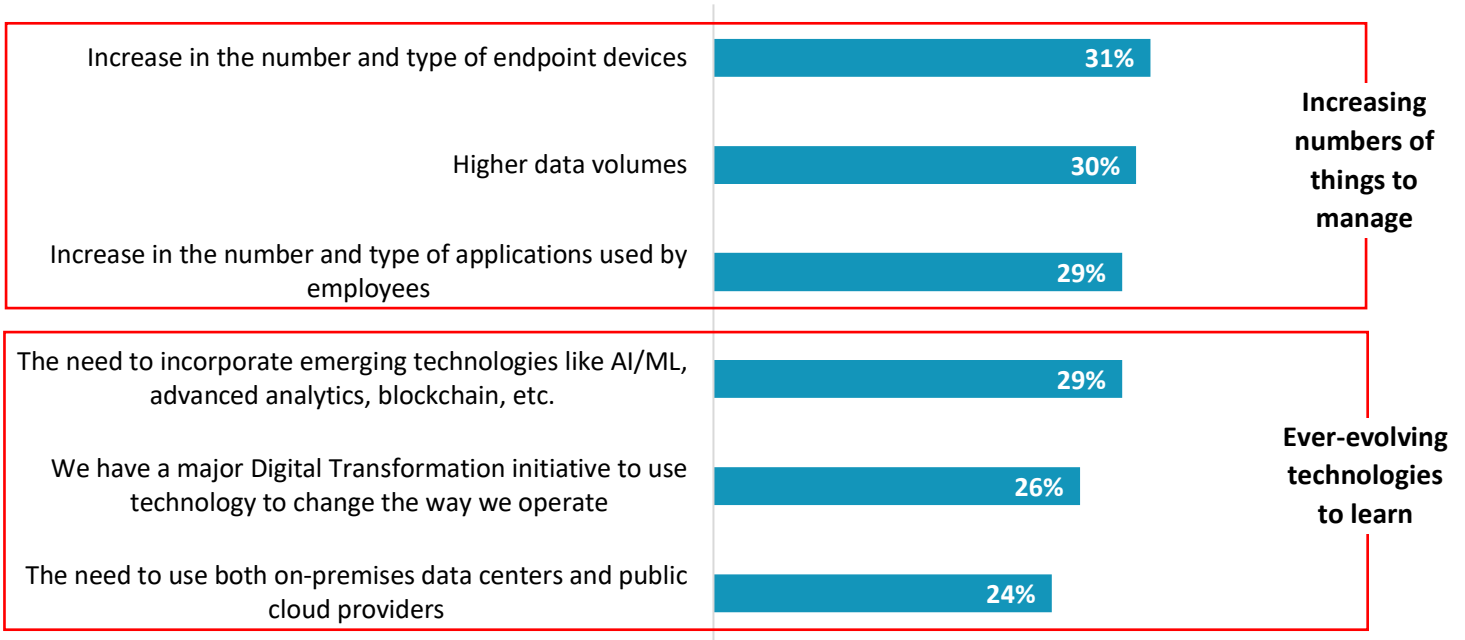 Increase in the number and type of endpoint devices
31%
Higher data volumes
30%
Increase in the number and type of applications used by
employees
29%
Increasing
numbers of
things to
manage
The need to incorporate emerging technologies like AI/ML,
advanced analytics, blockchain, etc.
29%
We have a major Digital Transformation initiative to use
technology to change the way we operate
26%
The need to use both on-premises data centers and public
cloud providers
24%
Ever-evolving
technologies
to learn